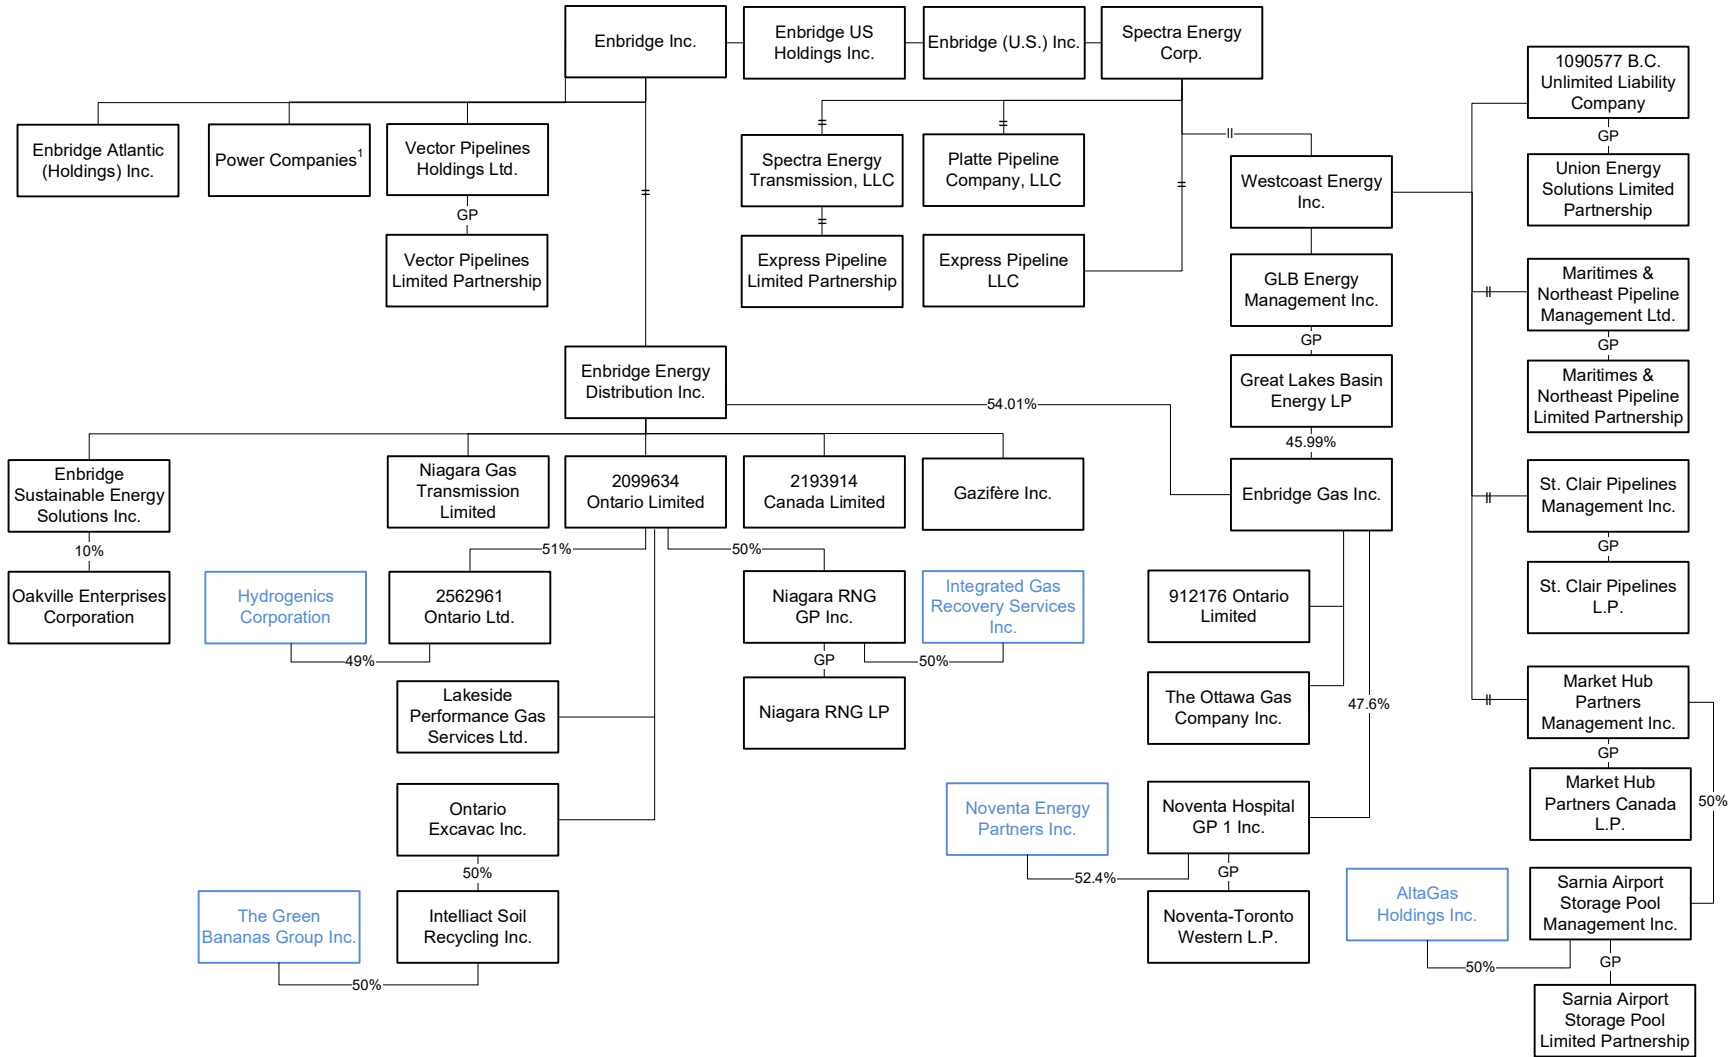 Enbridge Inc.
Enbridge US
Holdings Inc.
Enbridge (U.S.) Inc.
Spectra Energy
Corp.
1090577 B.C.
Unlimited Liability
Company
GP
Union Energy
Solutions Limited
Partnership
Enbridge Atlantic
(Holdings) Inc.
Power Companies1
Vector Pipelines
Holdings Ltd.
GP
Vector Pipelines
Limited Partnership
Spectra Energy
Transmission, LLC
Platte Pipeline
Company, LLC
Express Pipeline
Limited Partnership
Express Pipeline
LLC
Westcoast Energy
Inc.
GLB Energy
Management Inc.
GP
Great Lakes Basin
Energy LP
45.99%
Maritimes &
Northeast Pipeline
Management Ltd.
GP
Maritimes &
Northeast Pipeline
Limited Partnership
Enbridge Energy
Distribution Inc.
54.01%
Enbridge
Sustainable Energy
Solutions Inc.
10%
Oakville Enterprises
Corporation
Niagara Gas
Transmission
Limited
2099634
Ontario Limited
2193914
Canada Limited
Gazifère Inc.
Enbridge Gas Inc.
St. Clair Pipelines
Management Inc.
GP
St. Clair Pipelines
L.P.
51%
50%
Hydrogenics
Corporation
49%
2562961
Ontario Ltd.
Niagara RNG
GP Inc.
Integrated Gas
Recovery Services
Inc.
50%
GP
Niagara RNG LP
912176 Ontario
Limited
The Ottawa Gas
Company Inc.
47.6%
Lakeside
Performance Gas
Services Ltd.
Ontario
Excavac Inc.
50%
The Green
Bananas Group Inc.
Intelliact Soil
Recycling Inc.
50%
Noventa Energy
Partners Inc.
52.4%
Noventa Hospital
GP 1 Inc.
GP
Noventa-Toronto
Western L.P.
Market Hub
Partners
Management Inc.
GP
Market Hub
Partners Canada
L.P.
50%
AltaGas
Holdings Inc.
50%
Sarnia Airport
Storage Pool
Management Inc.
GP
Sarnia Airport
Storage Pool
Limited Partnership